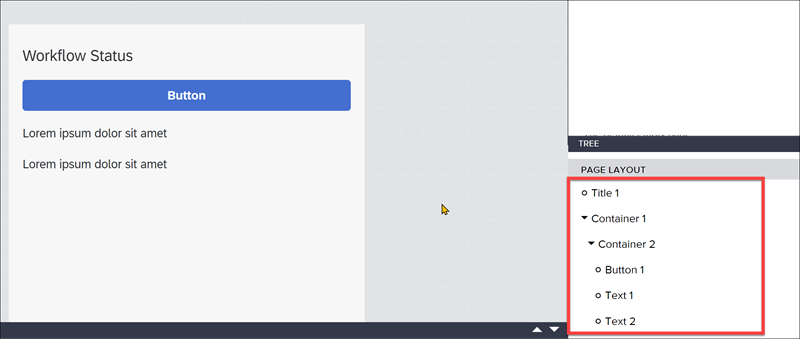 Workflow Status
Button
Lorem ipsum dolor sit amet
Lorem ipsum dolor sit amet
TREE
PAGE LAYOUT
Title 1
Container 1
Container 2
Button 1
Text 1
Text 2